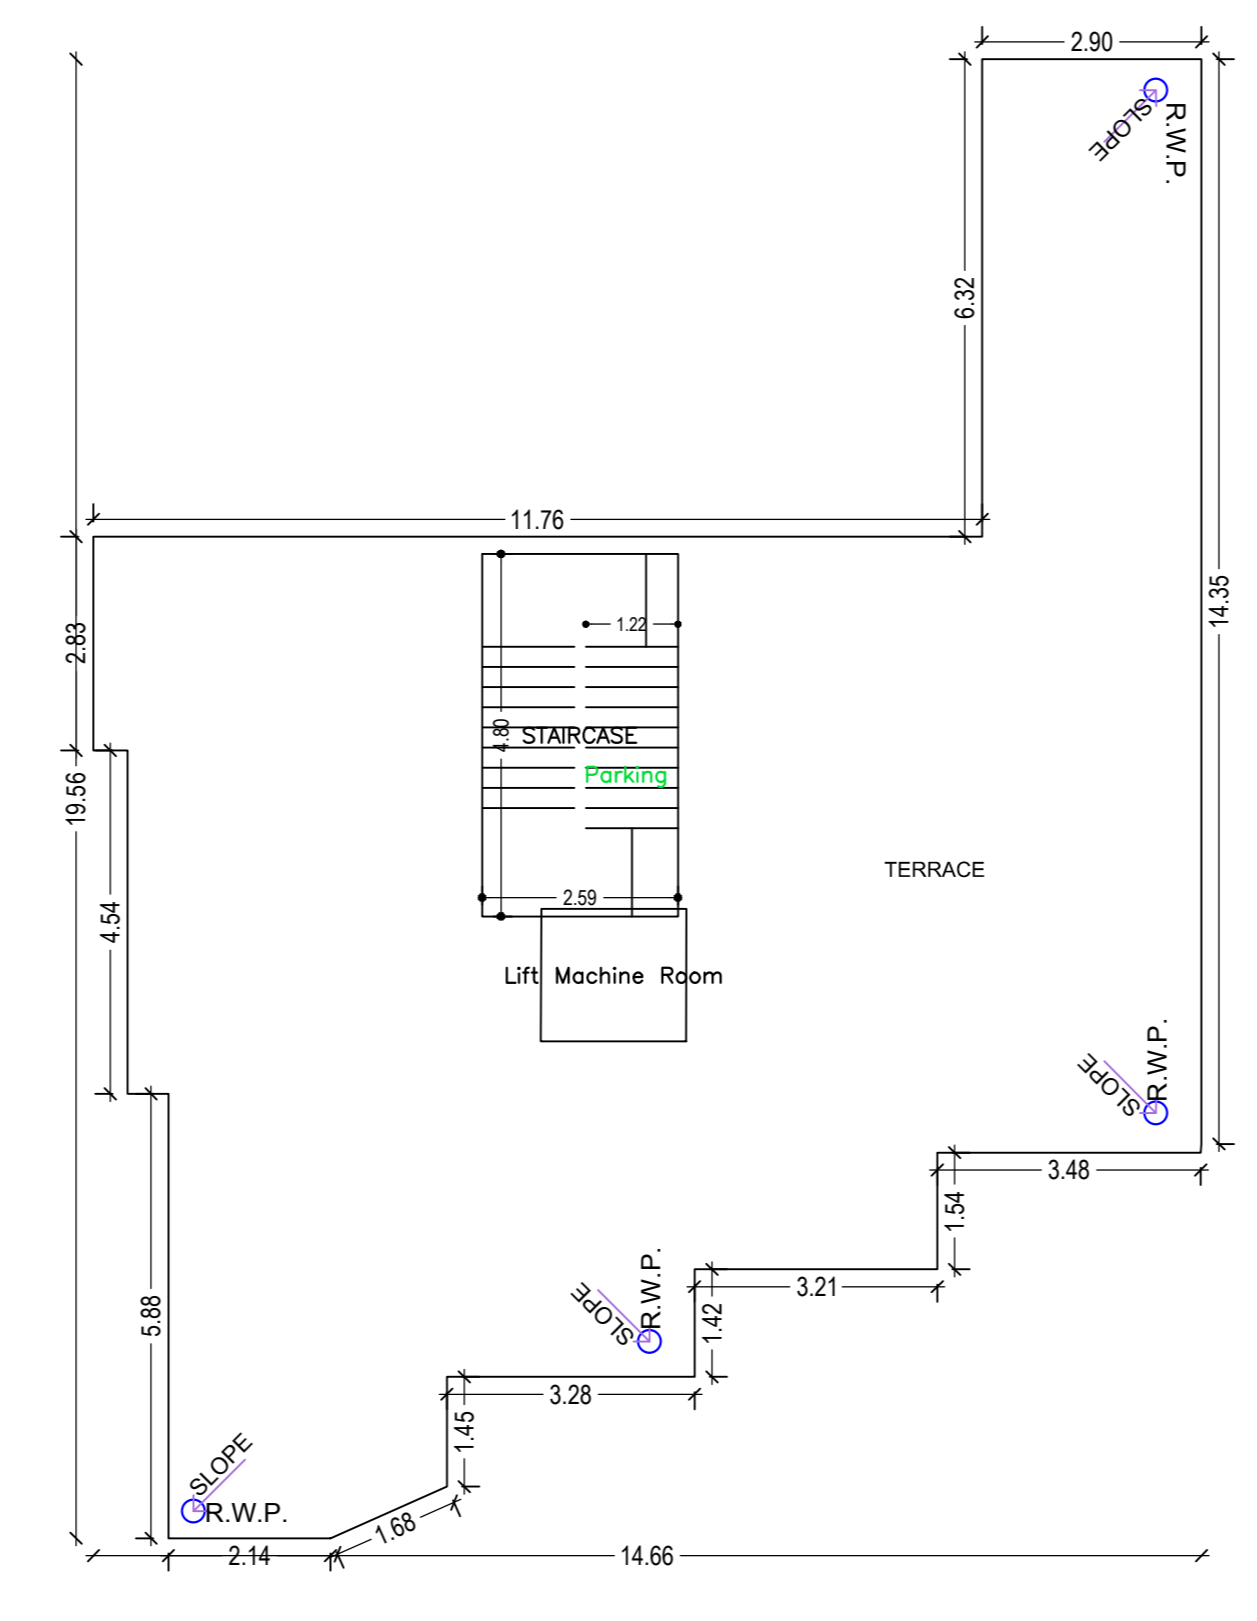 2.90
SLOPE
R.W.P.
6.32
11.76
14.35
2.83
1.22
4.80
STAIRCASE
Parking
19.56
TERRACE
2.59
4.54
Lift Machine Room
SLOPE
R.W.P.
3.48
1.54
SLOPE
R.W.P.
3.21
5.88
1.42
3.28
1.45
SLOPE
R.W.P.
1.68
2.14
14.66